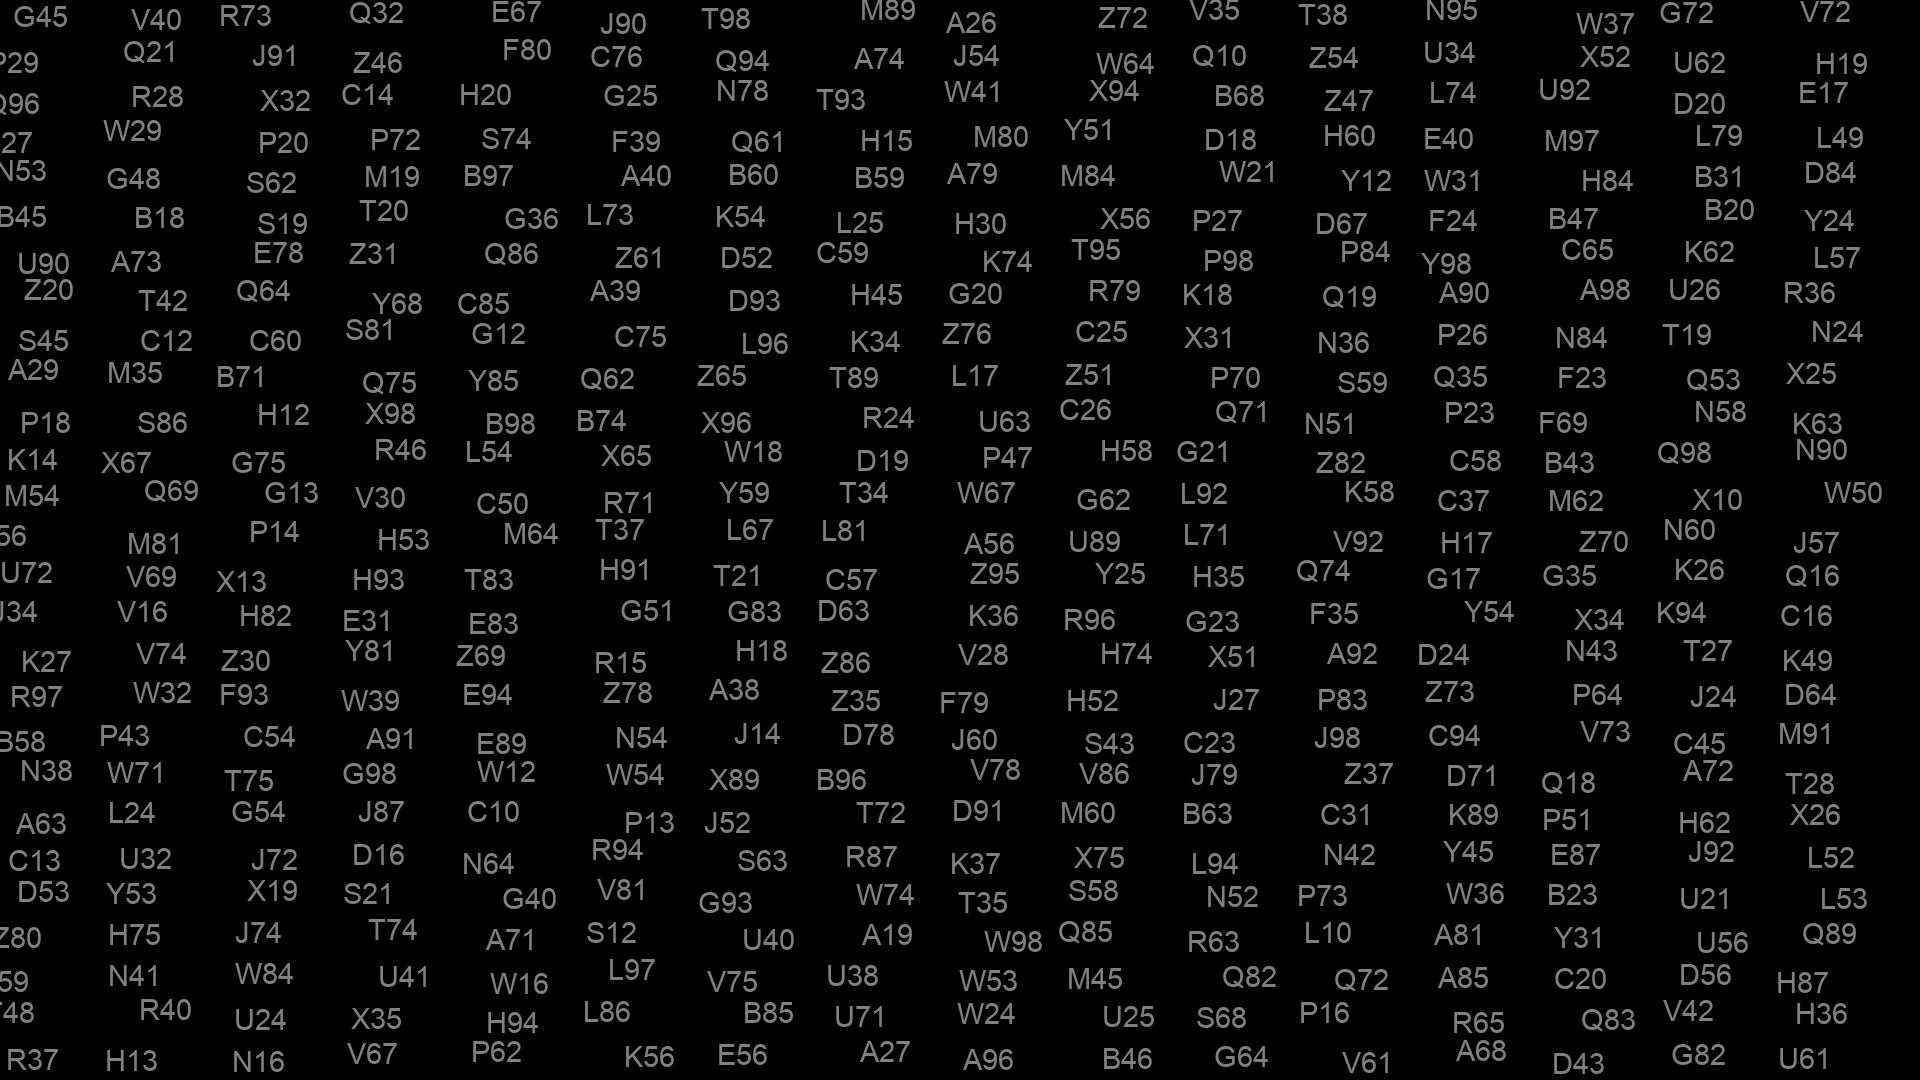 G45 V40 R73 Q32 E67 J90 T98 M89 A26 Z72 V35 T38 N95 W37 G72 V72
P29 Q21 J91 Z46 F80 C76 Q94 A74 J54 W64 Q10 Z54 U34 X52 U62 H19
Q96 R28 X32 C14 H20 G25 N78 T93 W41 X94 B68 Z47 L74 U92 D20 E17
27 W29 P20 P72 S74 F39 Q61 H15 M80 Y51 D18 H60 E40 M97 L79 L49
N53 G48 S62 M19 B97 A40 B60 B59 A79 M84 W21 Y12 W31 H84 B31 D84
B45 B18 S19 T20 G36 L73 K54 L25 H30 X56 P27 D67 F24 B47 B20 Y24
U90 A73 E78 Z31 Q86 Z61 D52 C59 K74 T95 P98 P84 Y98 C65 K62 L57
Z20 T42 Q64 Y68 C85 A39 D93 H45 G20 R79 K18 Q19 A90 A98 U26 R36
S45 C12 C60 S81 G12 C75 L96 K34 Z76 C25 X31 N36 P26 N84 T19 N24
A29 M35 B71 Q75 Y85 Q62 Z65 T89 L17 Z51 P70 S59 Q35 F23 Q53 X25
P18 S86 H12 X98 B98 B74 X96 R24 U63 C26 Q71 N51 P23 F69 N58 K63
K14 X67 G75 R46 L54 X65 W18 D19 P47 H58 G21 Z82 C58 B43 Q98 N90
M54 Q69 G13 V30 C50 R71 Y59 T34 W67 G62 L92 K58 C37 M62 X10 W50
56 M81 P14 H53 M64 T37 L67 L81 A56 U89 L71 V92 H17 Z70 N60 J57
U72 V69 X13 H93 T83 H91 T21 C57 Z95 Y25 H35 Q74 G17 G35 K26 Q16
J34 V16 H82 E31 E83 G51 G83 D63 K36 R96 G23 F35 Y54 X34 K94 C16
K27 V74 Z30 Y81 Z69 R15 H18 Z86 V28 H74 X51 A92 D24 N43 T27 K49
R97 W32 F93 W39 E94 Z78 A38 Z35 F79 H52 J27 P83 Z73 P64 J24 D64
B58 P43 C54 A91 E89 N54 J14 D78 J60 S43 C23 J98 C94 V73 C45 M91
N38 W71 T75 G98 W12 W54 X89 B96 V78 V86 J79 Z37 D71 Q18 A72 T28
A63 L24 G54 J87 C10 P13 J52 T72 D91 M60 B63 C31 K89 P51 H62 X26
C13 U32 J72 D16 N64 R94 S63 R87 K37 X75 L94 N42 Y45 E87 J92 L52
D53 Y53 X19 S21 G40 V81 G93 W74 T35 S58 N52 P73 W36 B23 U21 L53
Z80 H75 J74 T74 A71 S12 U40 A19 W98 Q85 R63 L10 A81 Y31 U56 Q89
59 N41 W84 U41 W16 L97 V75 U38 W53 M45 Q82 Q72 A85 C20 D56 H87
48 R40 U24 X35 H94 L86 B85 U71 W24 U25 S68 P16 R65 Q83 V42 H36
R37 H13 N16 V67 P62 K56 E56 A27 A96 B46 G64 V61 A68 D43 G82 U61